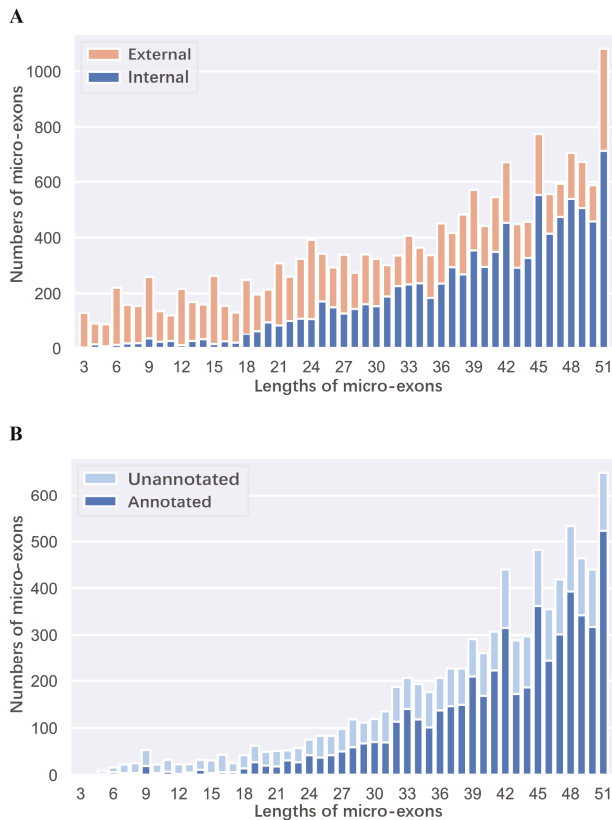 A
External
Internal
Numbers of micro-exons
1000
800
600
400
200
0
3 6 9 12 15 18 21 24 27 30 33 36 39 42 45 48 51
Lengths of micro-exons
B
Unannotated
Annotated
Numbers of micro-exons
600
500
400
300
200
100
0
3 6 9 12 15 18 21 24 27 30 33 36 39 42 45 48 51
Lengths of micro-exons